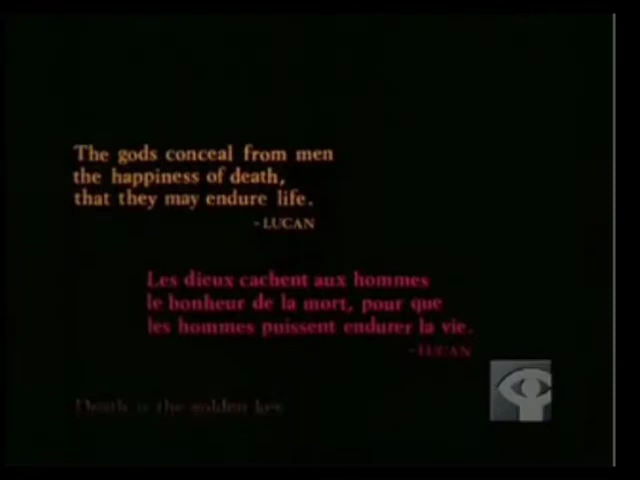 The gods conceal from men
the happiness of death,
that they may endure life.
- LUCAN
Les dieux cachent aux hommes
le bonheur de la mort, pour que
les hommes puissent endurer la vie.
- LUCAN
Death is the golden key